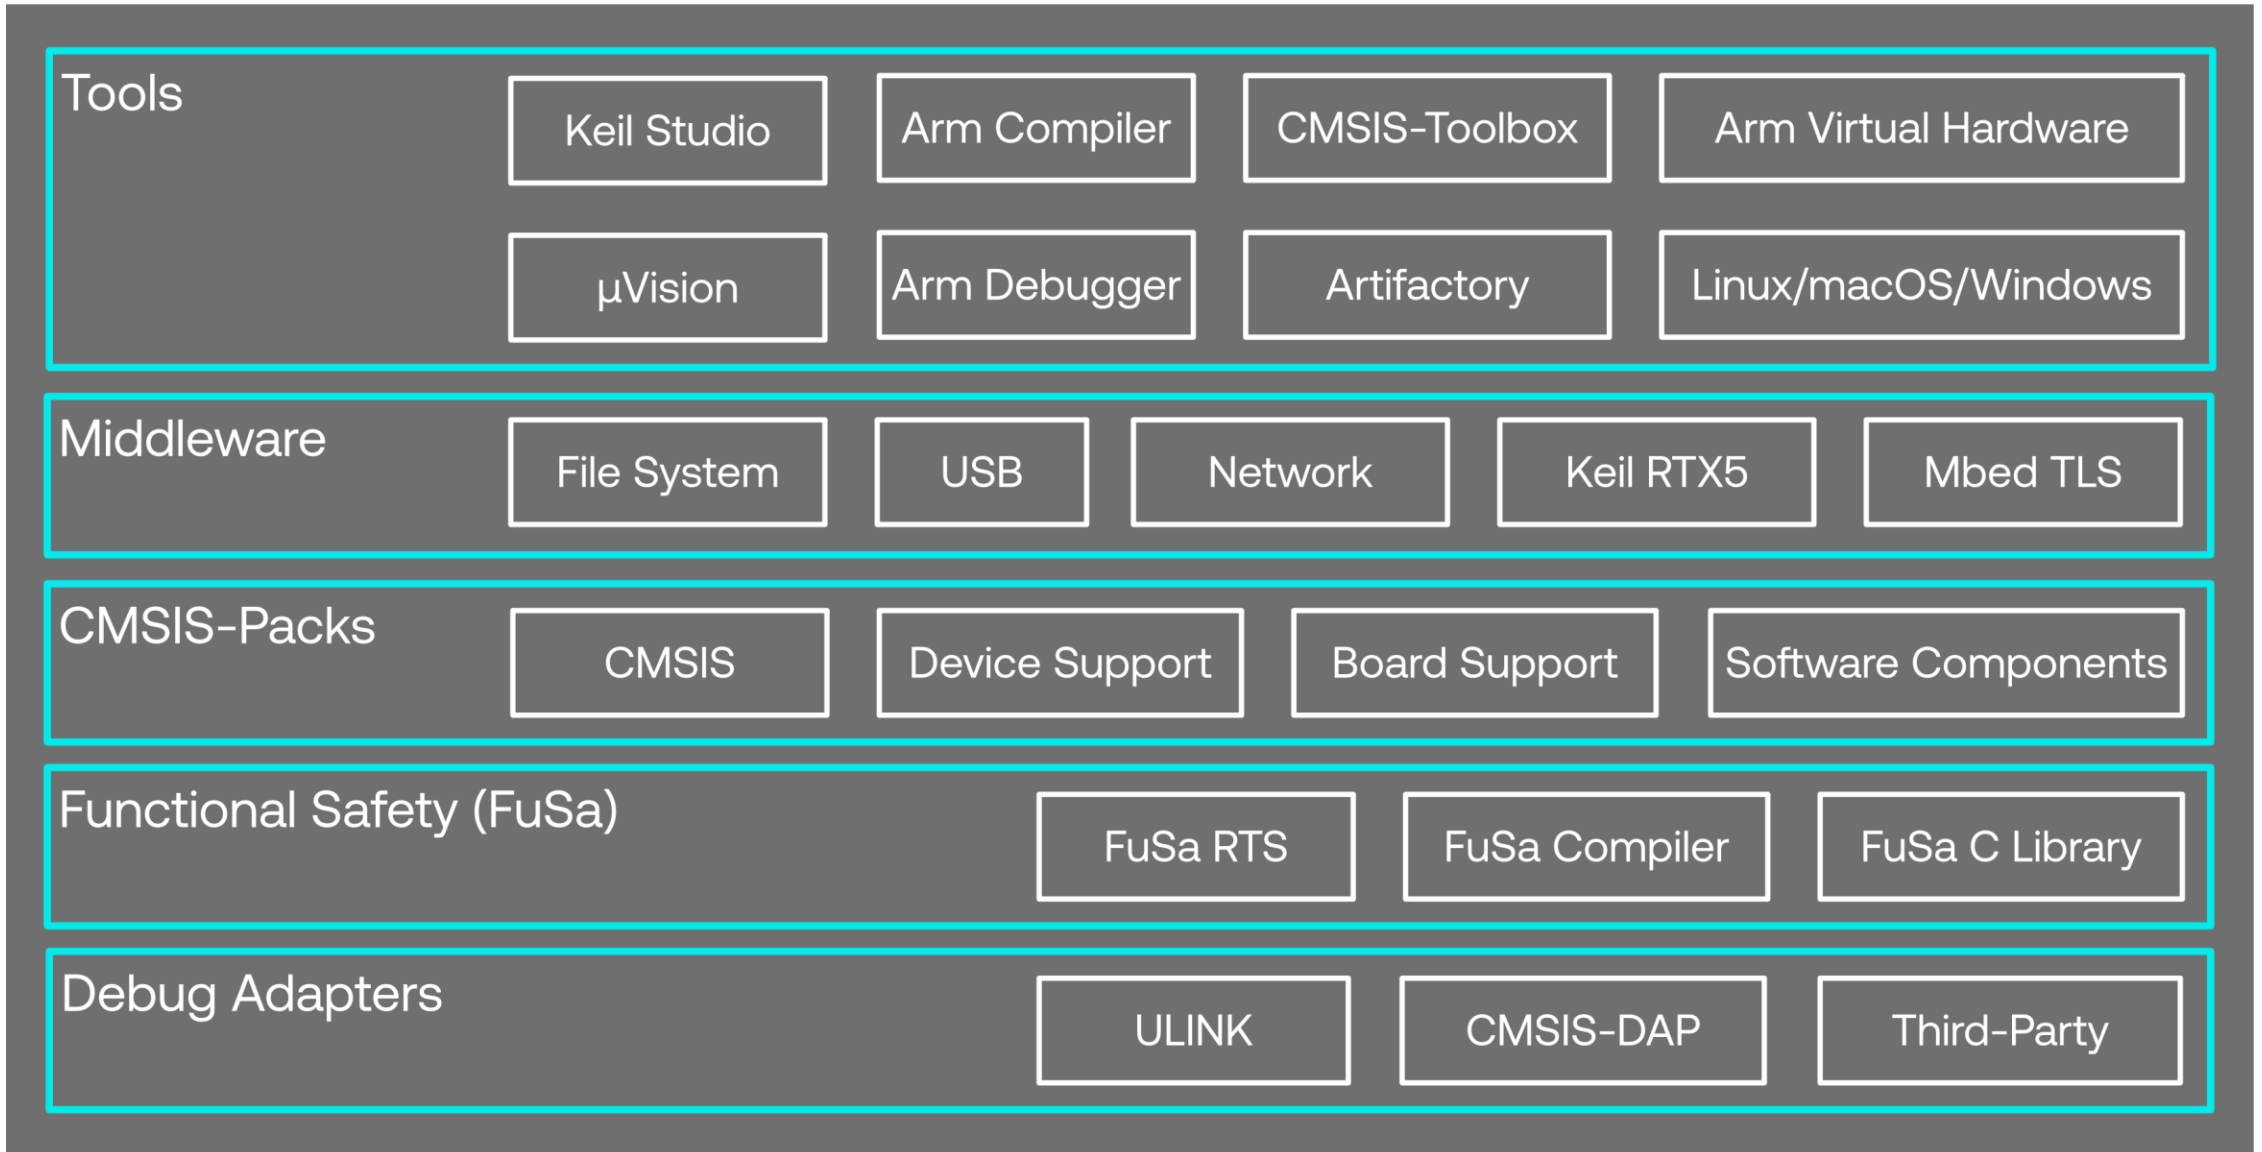 Tools
Keil Studio
Arm Compiler
CMSIS-Toolbox
Arm Virtual Hardware
µVision
Arm Debugger
Artifactory
Linux/macOS/Windows
Middleware
File System
USB
Network
Keil RTX5
Mbed TLS
CMSIS-Packs
CMSIS
Device Support
Board Support
Software Components
Functional Safety (FuSa)
FuSa RTS
FuSa Compiler
FuSa C Library
Debug Adapters
ULINK
CMSIS-DAP
Third-Party